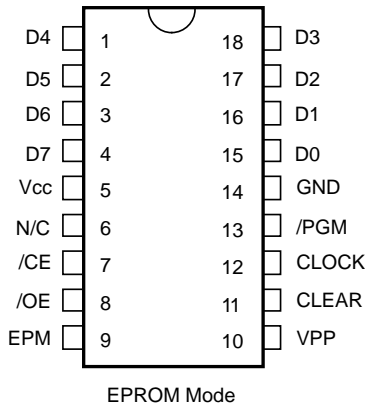 D4 1 18 D3
D5 2 17 D2
D6 3 16 D1
D7 4 15 D0
Vcc 5 14 GND
N/C 6 13 /PGM
/CE 7 12 CLOCK
/OE 8 11 CLEAR
EPM 9 10 VPP
EPROM Mode